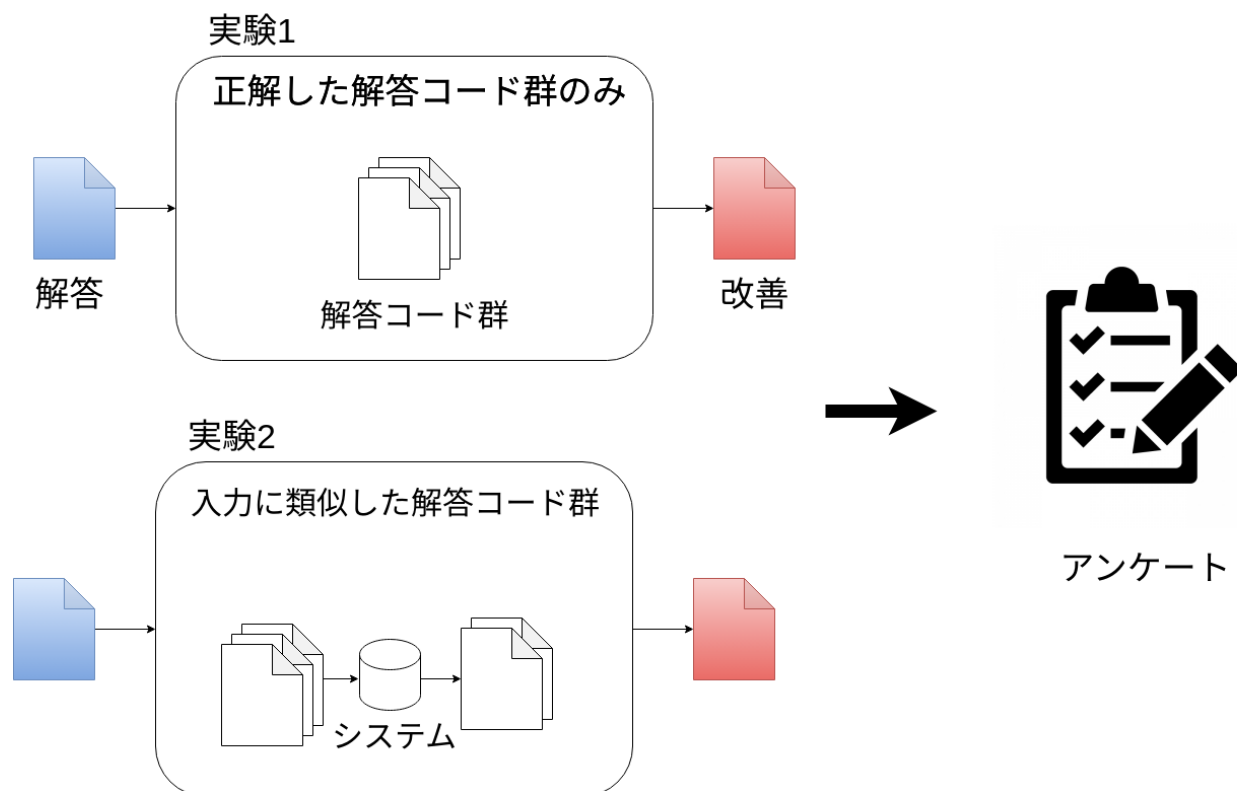 実験1
正解した解答コード群のみ
解答コード群
解答
改善
実験2
入力に類似した解答コード群
システム
アンケート